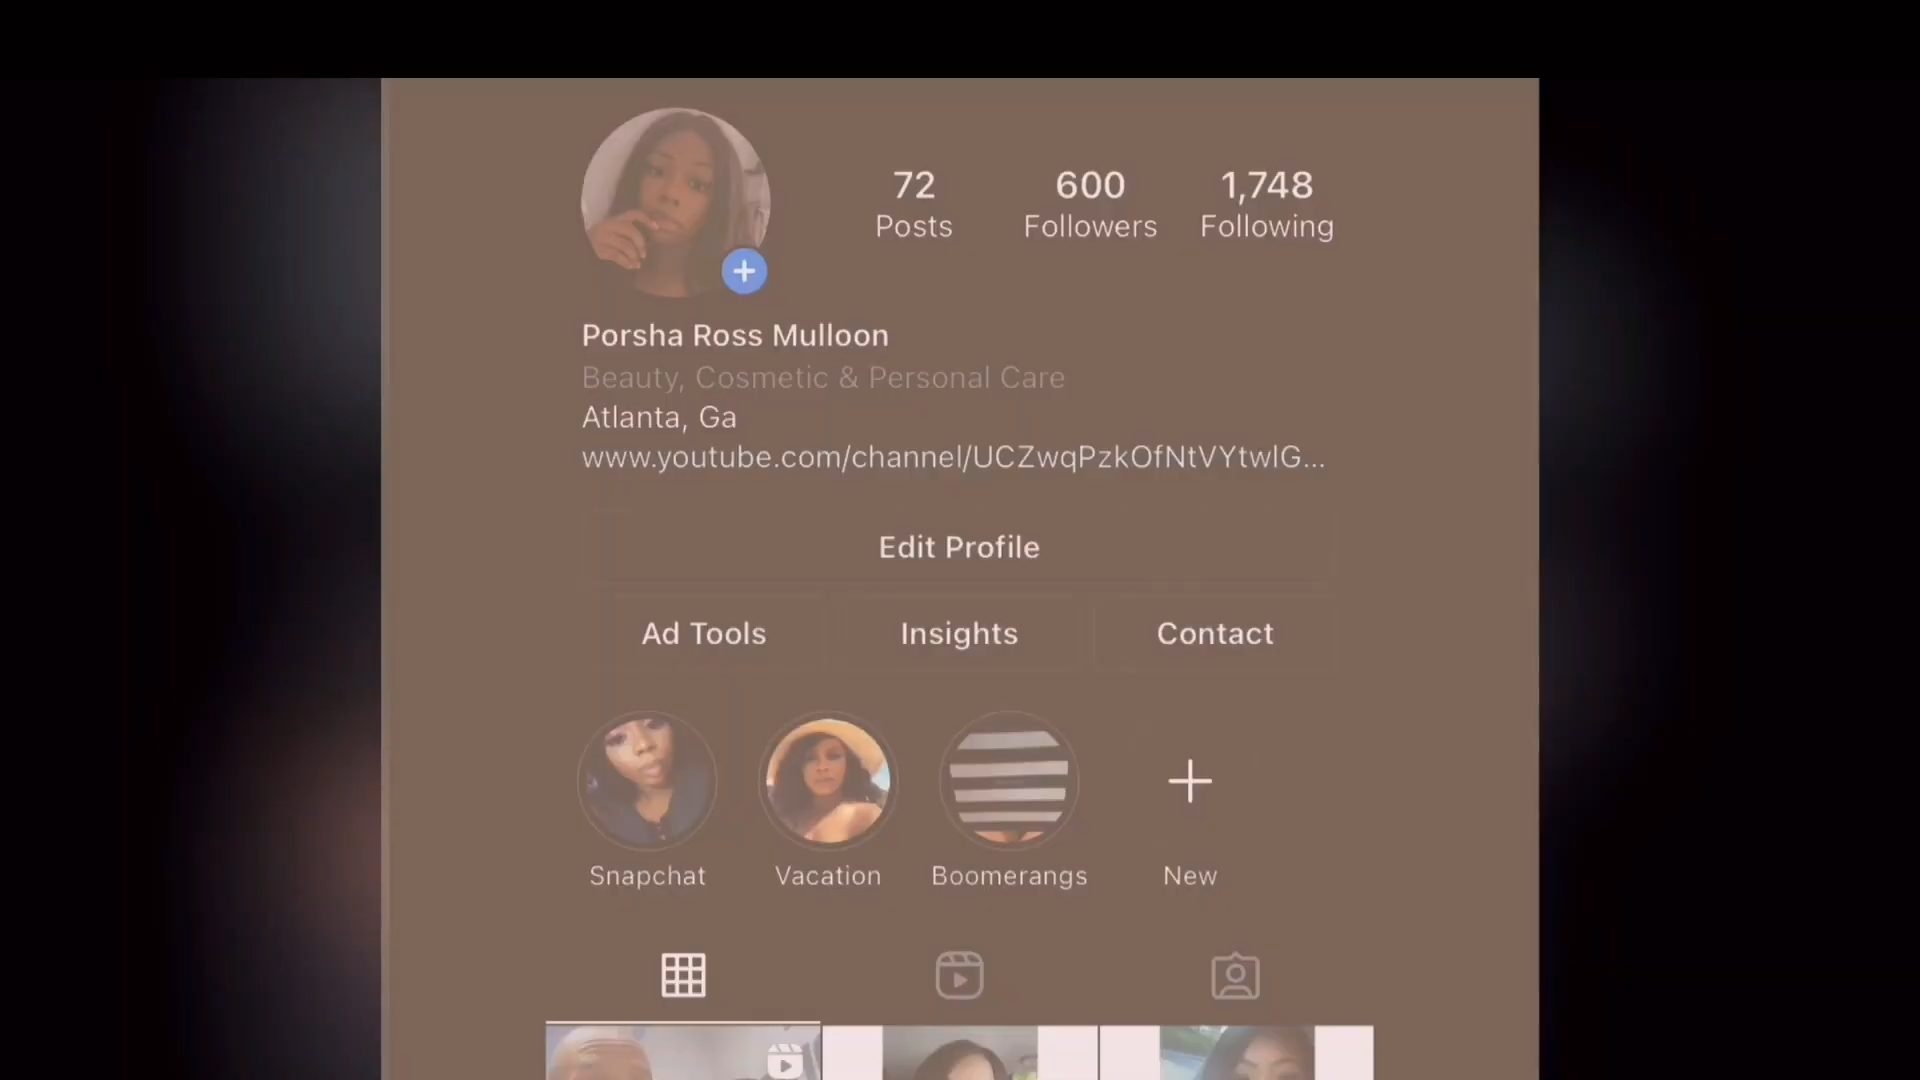 72 600 1,748
Posts Followers Following
Porsha Ross Mulloon
Beauty, Cosmetic & Personal Care
Atlanta, Ga
www.youtube.com/channel/UCZwqPzkOfNtVYtwlG...
Edit Profile
Ad Tools Insights Contact
Snapchat Vacation Boomerangs New